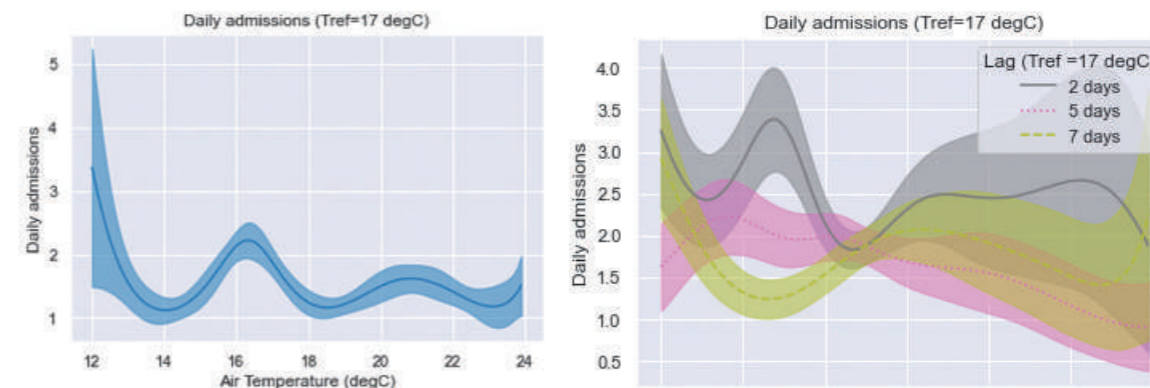 Daily admissions (Tref=17 degC)
Daily admissions
5
4
3
2
1
12 14 16 18 20 22 24
Air Temperature (degC)
Daily admissions (Tref=17 degC)
Daily admissions
4.0
3.5
3.0
2.5
2.0
1.5
1.0
0.5
Lag (Tref =17 degC
2 days
5 days
7 days